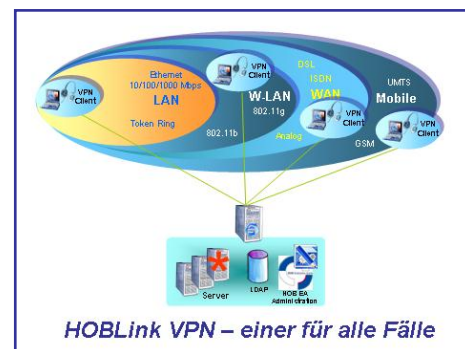 VPN
Client
Ethernet
10/100/1000 Mbps
LAN
Token Ring
VPN
Client
W-LAN
802.11g
802.11b
DSL
ISDN
WAN
Analog
VPN
Client
UMTS
Mobile
GSM
VPN
Client
Server
LDAP
HOB EA
Administration
HOBLink VPN – einer für alle Fälle